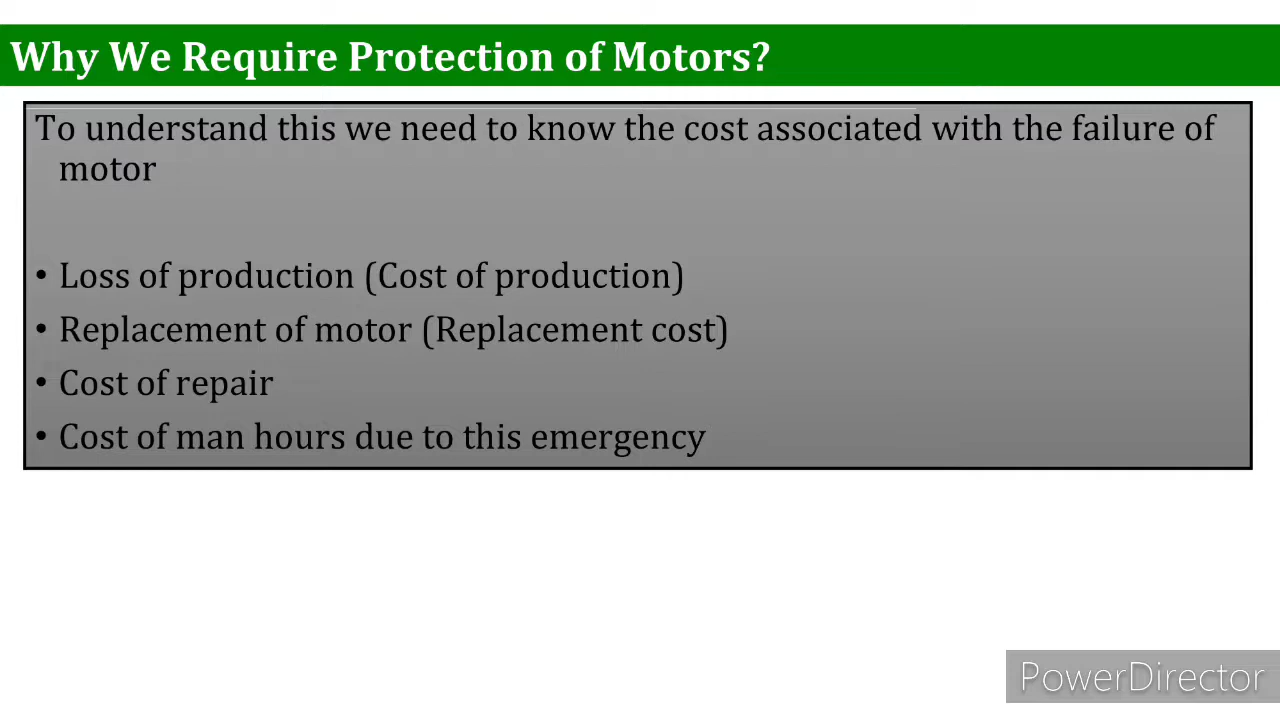 Why We Require Protection of Motors?
To understand this we need to know the cost associated with the failure of
motor
• Loss of production (Cost of production)
• Replacement of motor (Replacement cost)
• Cost of repair
• Cost of man hours due to this emergency
PowerDirector